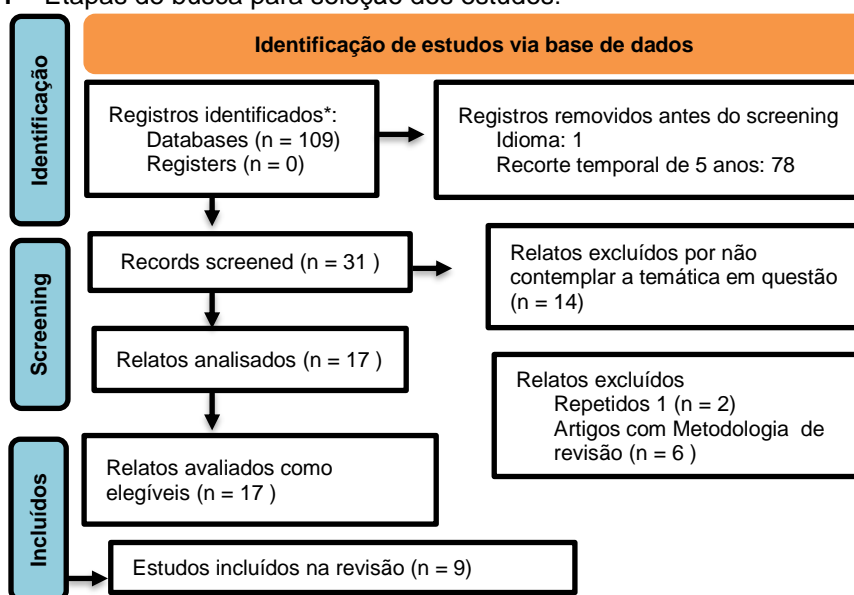 Etapas de busca para seleção dos estudos.
Identificação de estudos via base de dados
Identificação
Registros identificados*:
Databases (n = 109)
Registers (n = 0)
Registros removidos antes do screening
Idioma: 1
Recorte temporal de 5 anos: 78
Screening
Records screened (n = 31 )
Relatos excluídos por não
contemplar a temática em questão
(n = 14)
Relatos analisados (n = 17 )
Relatos excluídos
Repetidos 1 (n = 2)
Artigos com Metodologia de
revisão (n = 6 )
Incluídos
Relatos avaliados como
elegíveis (n = 17 )
Estudos incluídos na revisão (n = 9)